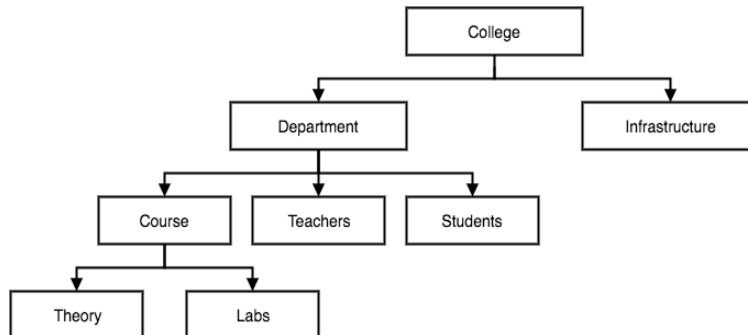 College
Department
Infrastructure
Course
Teachers
Students
Theory
Labs